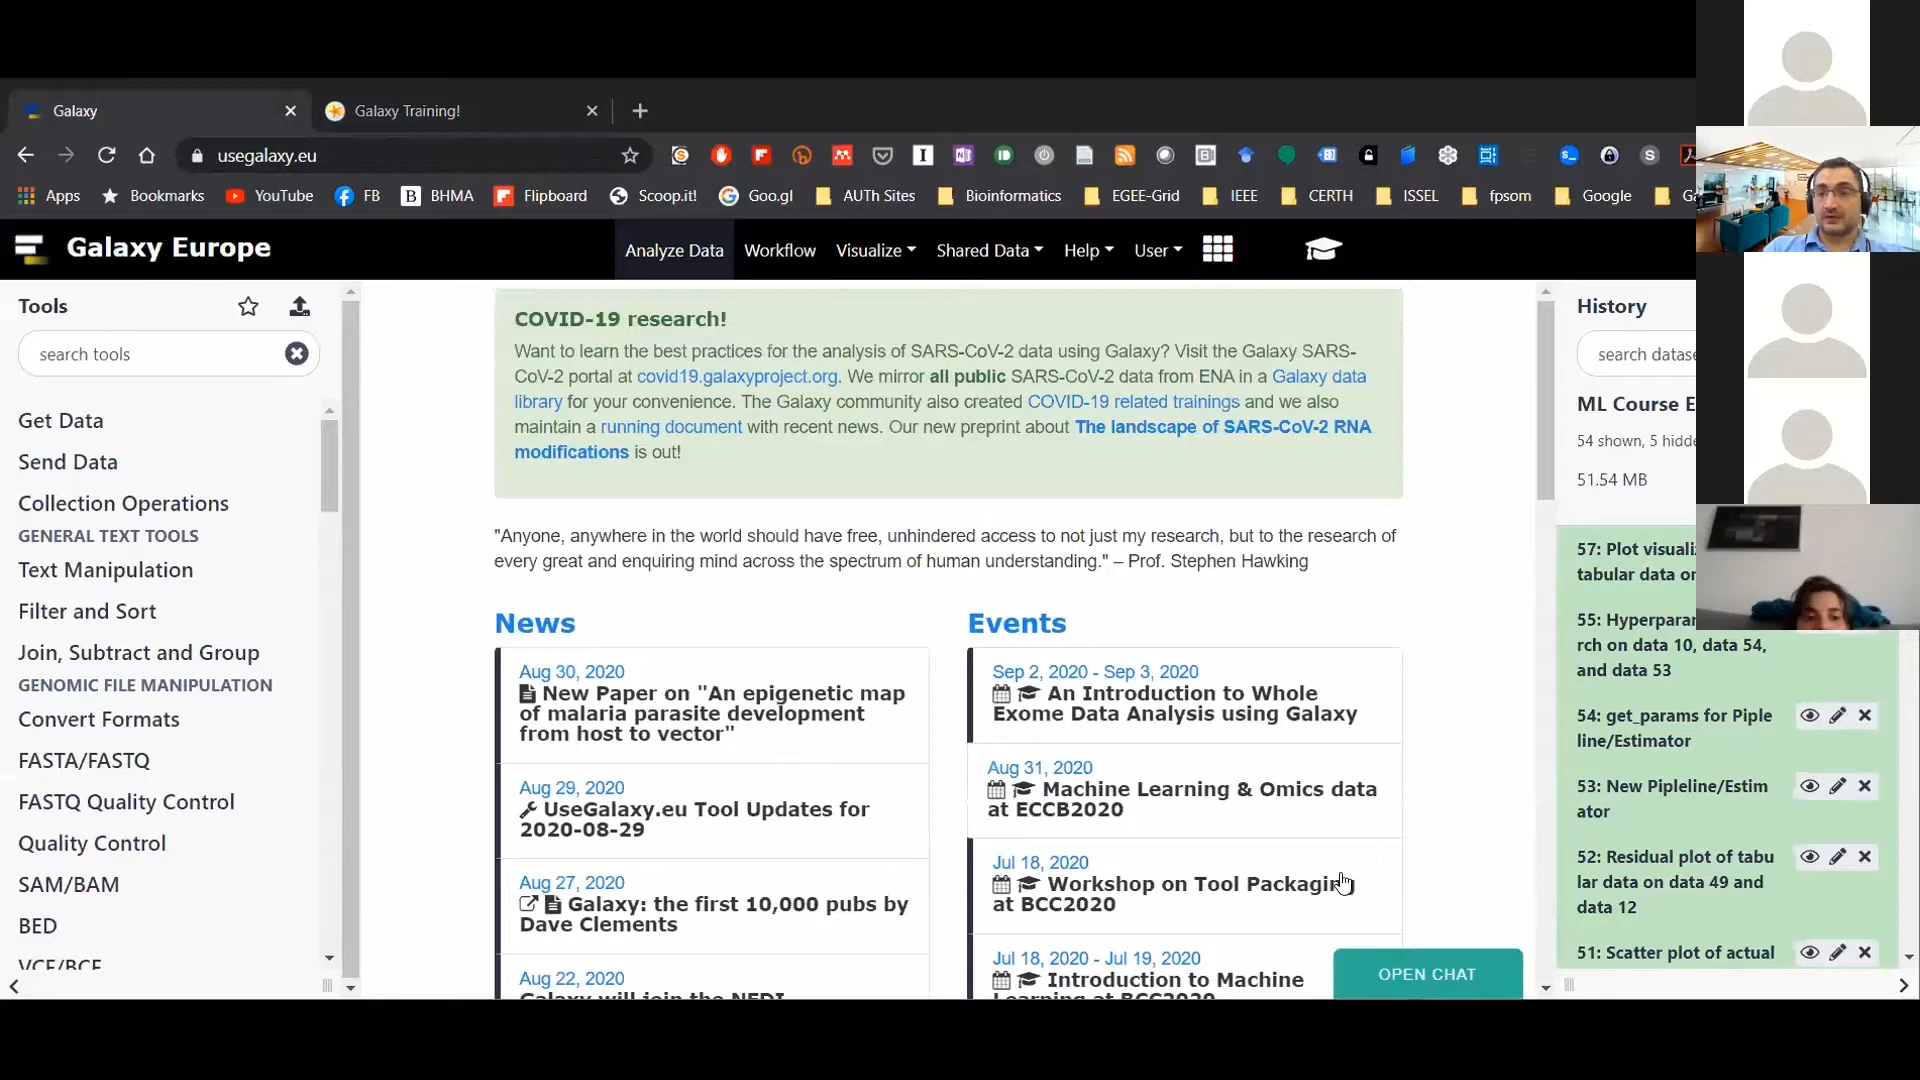 Galaxy
Galaxy Training!
usegalaxy.eu
Apps Bookmarks YouTube FB BHMA Flipboard Scoop.it! Goo.gl AUTh Sites Bioinformatics EGEE-Grid IEEE CERTH ISSEL fpsom Google
Galaxy Europe
Analyze Data Workflow Visualize Shared Data Help User
Tools
search tools
Get Data
Send Data
Collection Operations
GENERAL TEXT TOOLS
Text Manipulation
Filter and Sort
Join, Subtract and Group
GENOMIC FILE MANIPULATION
Convert Formats
FASTA/FASTQ
FASTQ Quality Control
Quality Control
SAM/BAM
BED
VCF/BCF
COVID-19 research!
Want to learn the best practices for the analysis of SARS-CoV-2 data using Galaxy? Visit the Galaxy SARS-
CoV-2 portal at covid19.galaxyproject.org. We mirror all public SARS-CoV-2 data from ENA in a Galaxy data
library for your convenience. The Galaxy community also created COVID-19 related trainings and we also
maintain a running document with recent news. Our new preprint about The landscape of SARS-CoV-2 RNA
modifications is out!
"Anyone, anywhere in the world should have free, unhindered access to not just my research, but to the research of
every great and enquiring mind across the spectrum of human understanding." – Prof. Stephen Hawking
News
Aug 30, 2020
New Paper on "An epigenetic map
of malaria parasite development
from host to vector"
Aug 29, 2020
UseGalaxy.eu Tool Updates for
2020-08-29
Aug 27, 2020
Galaxy: the first 10,000 pubs by
Dave Clements
Aug 22, 2020
Galaxy will join the NFDI
Events
Sep 2, 2020 - Sep 3, 2020
An Introduction to Whole
Exome Data Analysis using Galaxy
Aug 31, 2020
Machine Learning & Omics data
at ECCB2020
Jul 18, 2020
Workshop on Tool Packaging
at BCC2020
Jul 18, 2020 - Jul 19, 2020
Introduction to Machine
Learning at BCC2020
OPEN CHAT
History
search datase
ML Course E
54 shown, 5 hidde
51.54 MB
57: Plot visuali
tabular data on
55: Hyperparar
rch on data 10, data 54,
and data 53
54: get_params for Piple
line/Estimator
53: New Pipleline/Estim
ator
52: Residual plot of tabu
lar data on data 49 and
data 12
51: Scatter plot of actual